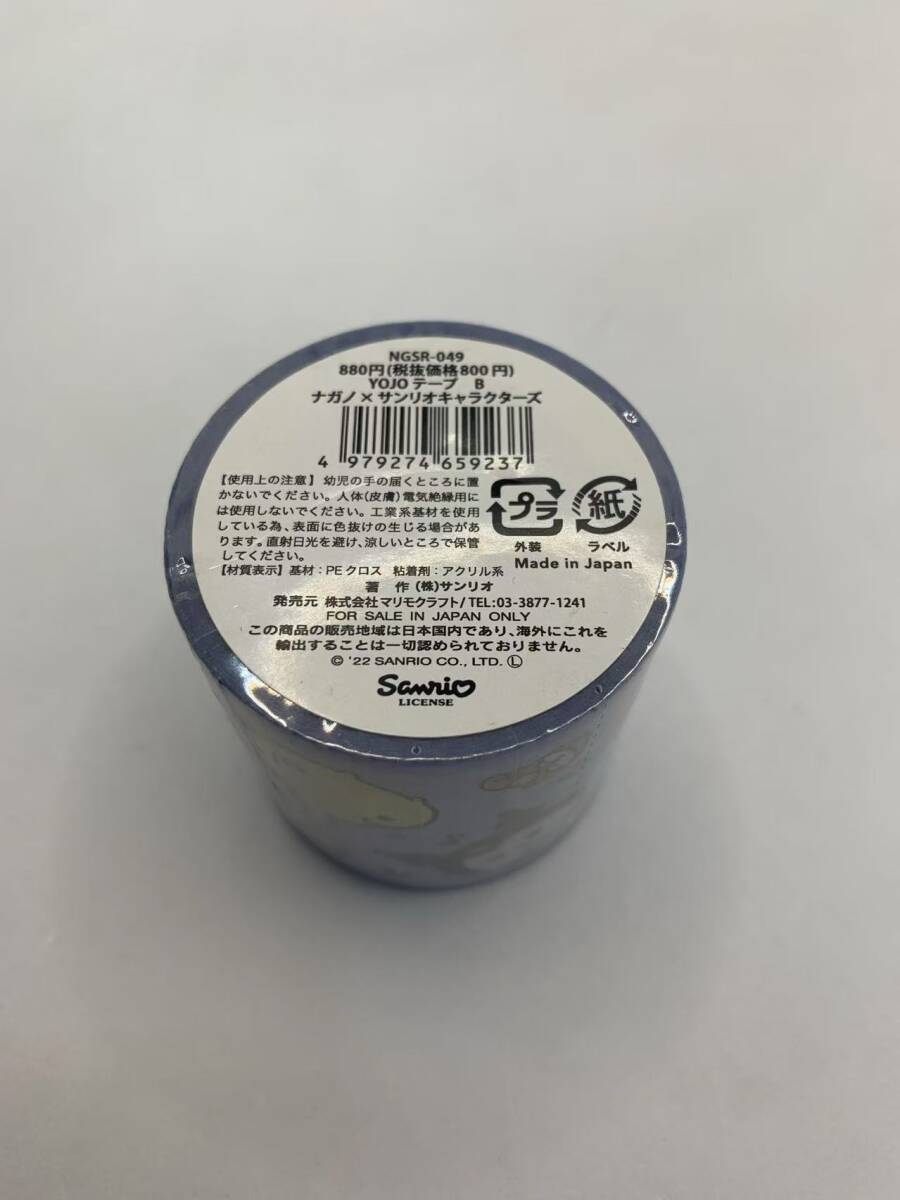 NGSR-049
880円(税抜価格800円)
YOJOテープ B
ナガノ×サンリオキャラクターズ
4 979274 659237
【使用上の注意】 幼児の手の届くところに置
かないでください。人体(皮膚)電気絶縁用に
は使用しないでください。工業系基材を使用
している為、表面に色抜けの生じる場合があ
ります。直射日光を避け、涼しいところで保管
してください。
プラ
紙
外装
ラベル
Made in Japan
【材質表示】基材:PEクロス 粘着剤:アクリル系
著 作 (株)サンリオ
発売元 株式会社マリモクラフト/TEL:03-3877-1241
FOR SALE IN JAPAN ONLY
この商品の販売地域は日本国内であり、海外にこれを
輸出することは一切認められておりません。
© '22 SANRIO CO., LTD. Ⓛ
Sanrio
LICENSE